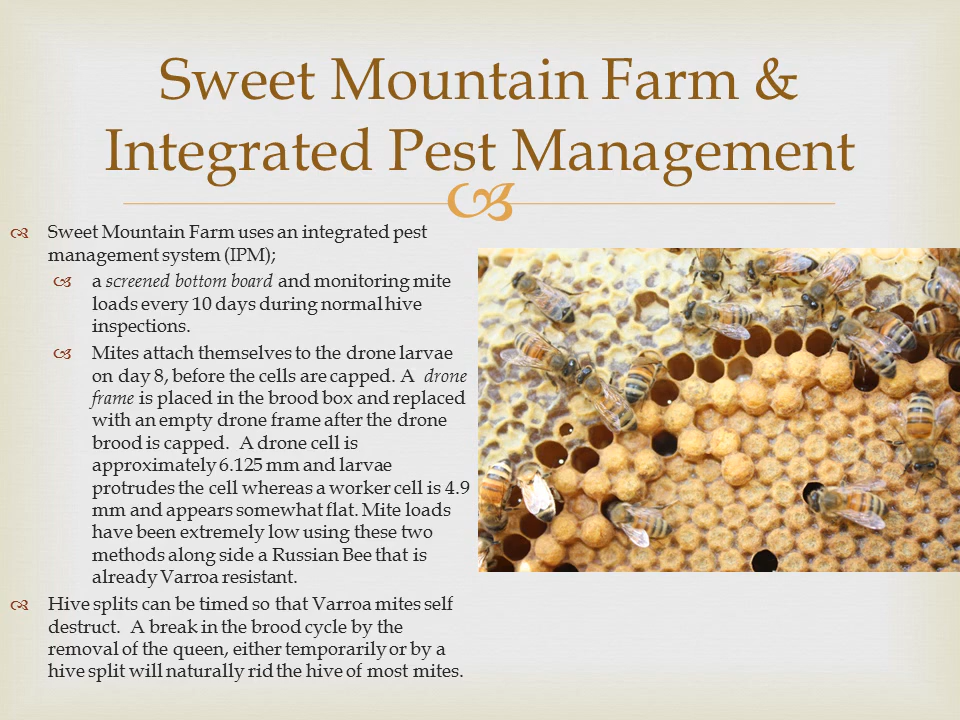 Sweet Mountain Farm &
Integrated Pest Management
Sweet Mountain Farm uses an integrated pest
management system (IPM);
a screened bottom board and monitoring mite
loads every 10 days during normal hive
inspections.
Mites attach themselves to the drone larvae
on day 8, before the cells are capped. A drone
frame is placed in the brood box and replaced
with an empty drone frame after the drone
brood is capped. A drone cell is
approximately 6.125 mm and larvae
protrudes the cell whereas a worker cell is 4.9
mm and appears somewhat flat. Mite loads
have been extremely low using these two
methods along side a Russian Bee that is
already Varroa resistant.
Hive splits can be timed so that Varroa mites self
destruct. A break in the brood cycle by the
removal of the queen, either temporarily or by a
hive split will naturally rid the hive of most mites.